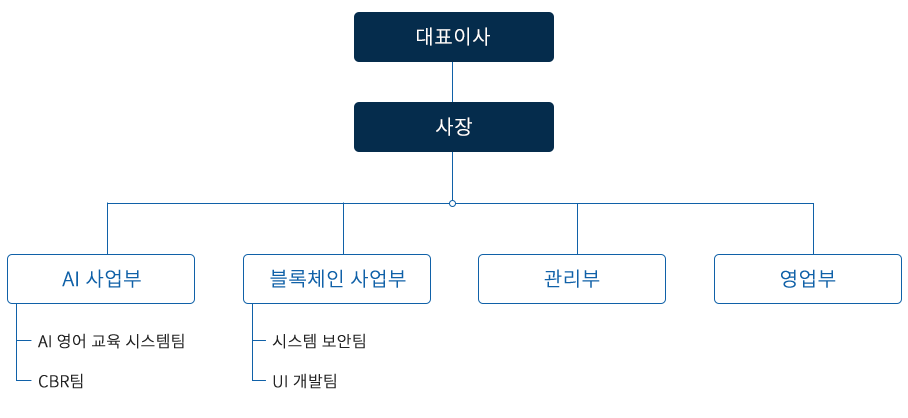 대표이사
사장
AI 사업부
블록체인 사업부
관리부
영업부
AI 영어 교육 시스템팀
시스템 보안팀
CBR팀
UI 개발팀